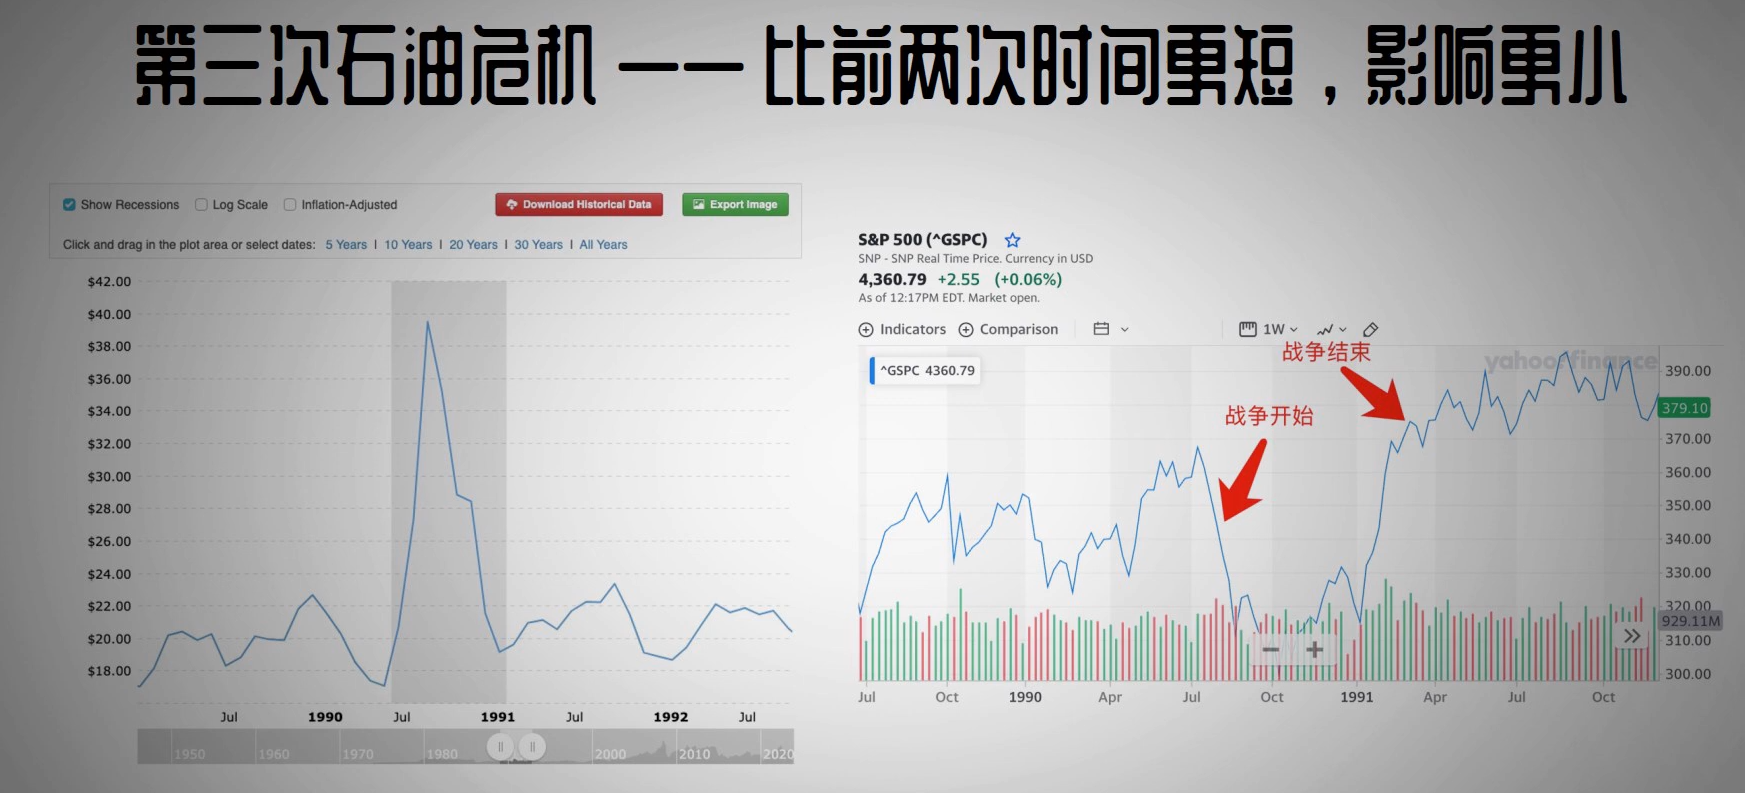 第三次石油危机 —— 比前两次时间更短，影响更小
Show Recessions Log Scale Inflation-Adjusted Download Historical Data Export Image
Click and drag in the plot area or select dates: 5 Years | 10 Years | 20 Years | 30 Years | All Years
$42.00
$40.00
$38.00
$36.00
$34.00
$32.00
$30.00
$28.00
$26.00
$24.00
$22.00
$20.00
$18.00
Jul 1990 Jul 1991 Jul 1992 Jul
1950 1960 1970 1980 2000 2010 2020
S&P 500 (^GSPC)
SNP - SNP Real Time Price. Currency in USD
4,360.79 +2.55 (+0.06%)
As of 12:17PM EDT. Market open.
Indicators Comparison 1W
战争结束
yahoo!finance
^GSPC 4360.79
战争开始
390.00
379.10
370.00
360.00
350.00
340.00
330.00
320.00
929.11M
310.00
300.00
Jul Oct 1990 Apr Jul Oct 1991 Apr Jul Oct